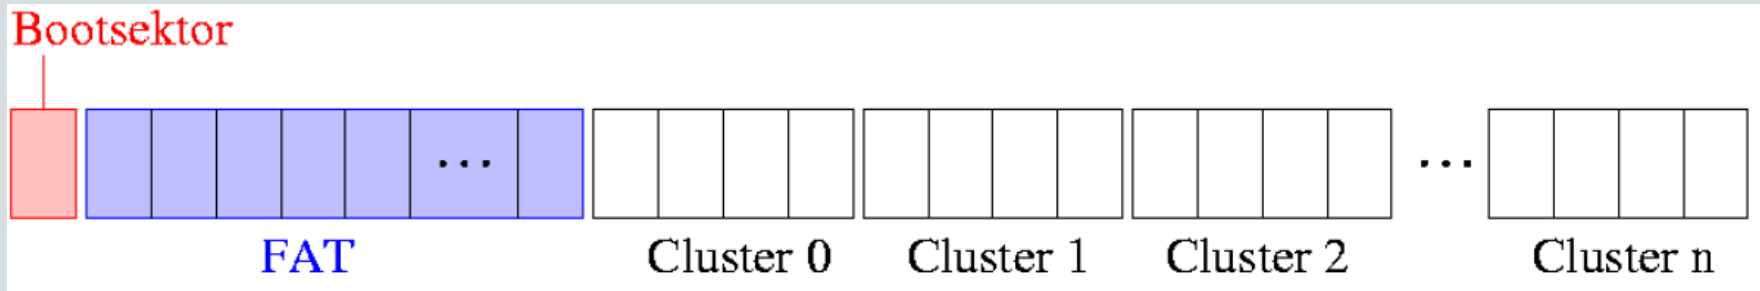 Bootsektor
...
...
FAT
Cluster 0
Cluster 1
Cluster 2
Cluster n